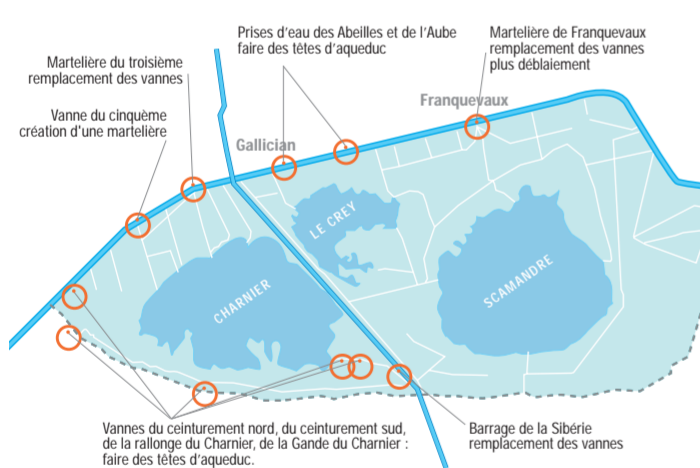 Prises d'eau des Abeilles et de l'Aube
faire des têtes d'aqueduc
Martelière de Franquevaux
remplacement des vannes
plus déblaiement
Martelière du troisième
remplacement des vannes
Vanne du cinquème
création d'une martelière
Franquevaux
Gallician
LE CREY
CHARNIER
SCAMANDRE
Vannes du ceinturement nord, du ceinturement sud,
de la rallonge du Charnier, de la Gande du Charnier :
faire des têtes d'aqueduc.
Barrage de la Sibérie
remplacement des vannes